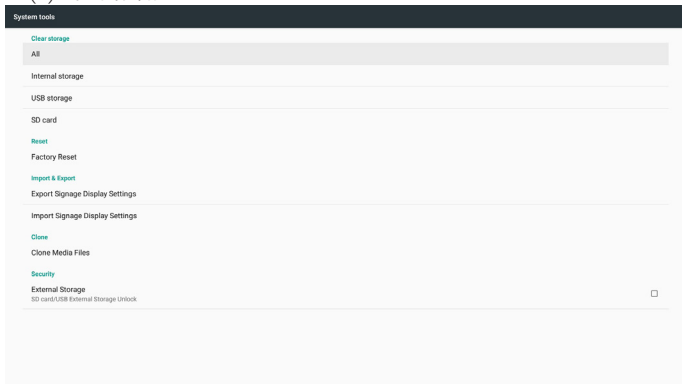 System tools
Clear storage
All
Internal storage
USB storage
SD card
Reset
Factory Reset
Import & Export
Export Signage Display Settings
Import Signage Display Settings
Clone
Clone Media Files
Security
External Storage
SD card/USB External Storage Unlock